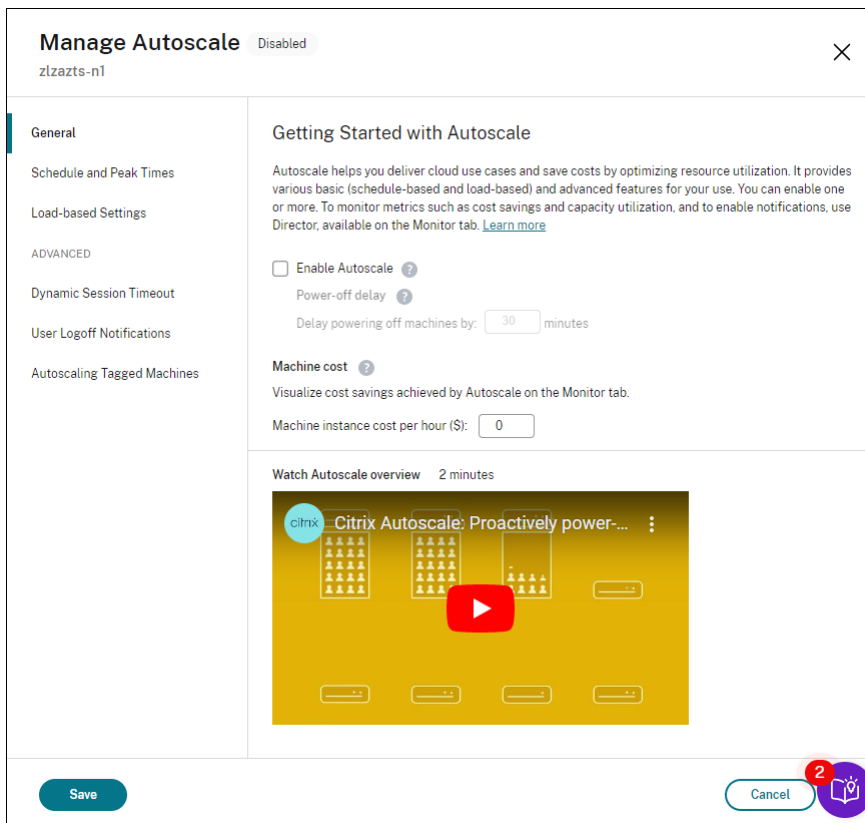 Manage Autoscale Disabled
zlzazts-n1
General
Schedule and Peak Times
Load-based Settings
ADVANCED
Dynamic Session Timeout
User Logoff Notifications
Autoscaling Tagged Machines
Getting Started with Autoscale
Autoscale helps you deliver cloud use cases and save costs by optimizing resource utilization. It provides
various basic (schedule-based and load-based) and advanced features for your use. You can enable one
or more. To monitor metrics such as cost savings and capacity utilization, and to enable notifications, use
Director, available on the Monitor tab. Learn more
Enable Autoscale ?
Power-off delay ?
Delay powering off machines by: 30 minutes
Machine cost ?
Visualize cost savings achieved by Autoscale on the Monitor tab.
Machine instance cost per hour ($): 0
Watch Autoscale overview 2 minutes
citrix Citrix Autoscale: Proactively power-...
Save
Cancel
2